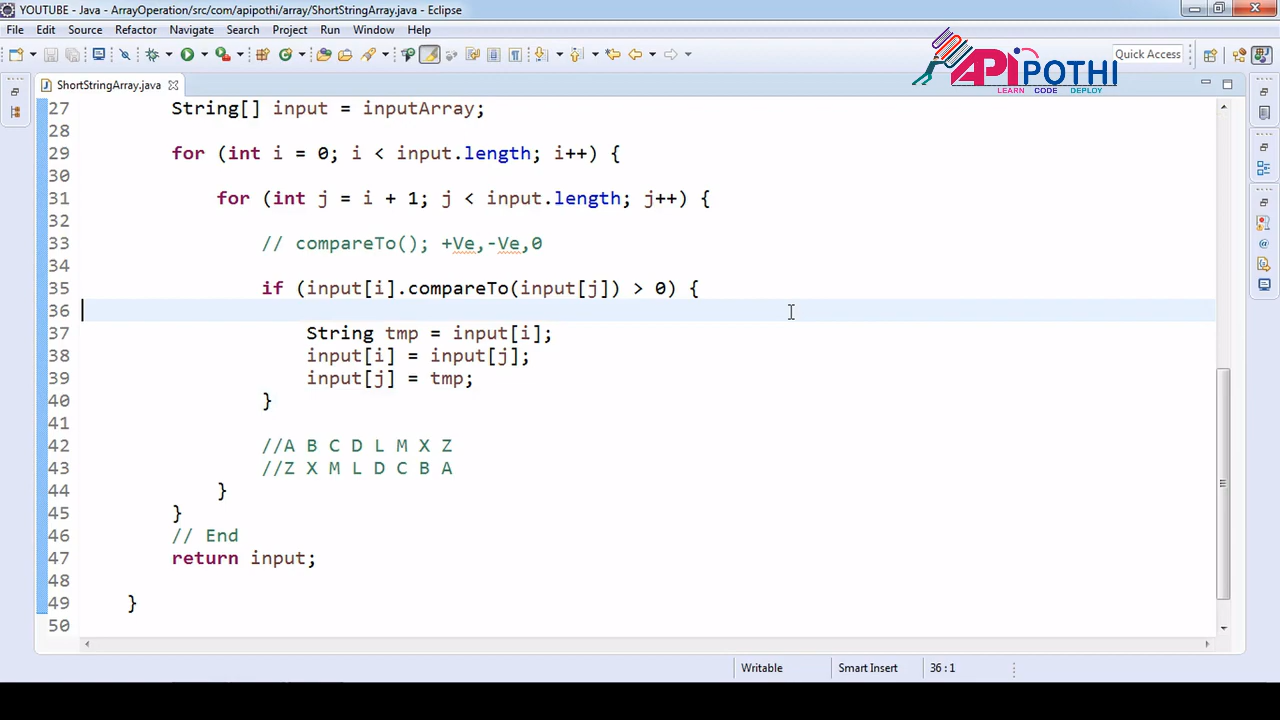 YOUTUBE - Java - ArrayOperation/src/com/apipothi/array/ShortStringArray.java - Eclipse
File Edit Source Refactor Navigate Search Project Run Window Help
Quick Access
APIPOTHI
LEARN CODE DEPLOY
ShortStringArray.java
27 String[] input = inputArray;
28
29 for (int i = 0; i < input.length; i++) {
30
31 for (int j = i + 1; j < input.length; j++) {
32
33 // compareTo(); +Ve,-Ve,0
34
35 if (input[i].compareTo(input[j]) > 0) {
36
37 String tmp = input[i];
38 input[i] = input[j];
39 input[j] = tmp;
40 }
41
42 //A B C D L M X Z
43 //Z X M L D C B A
44 }
45 }
46 // End
47 return input;
48
49 }
50
Writable Smart Insert 36 : 1